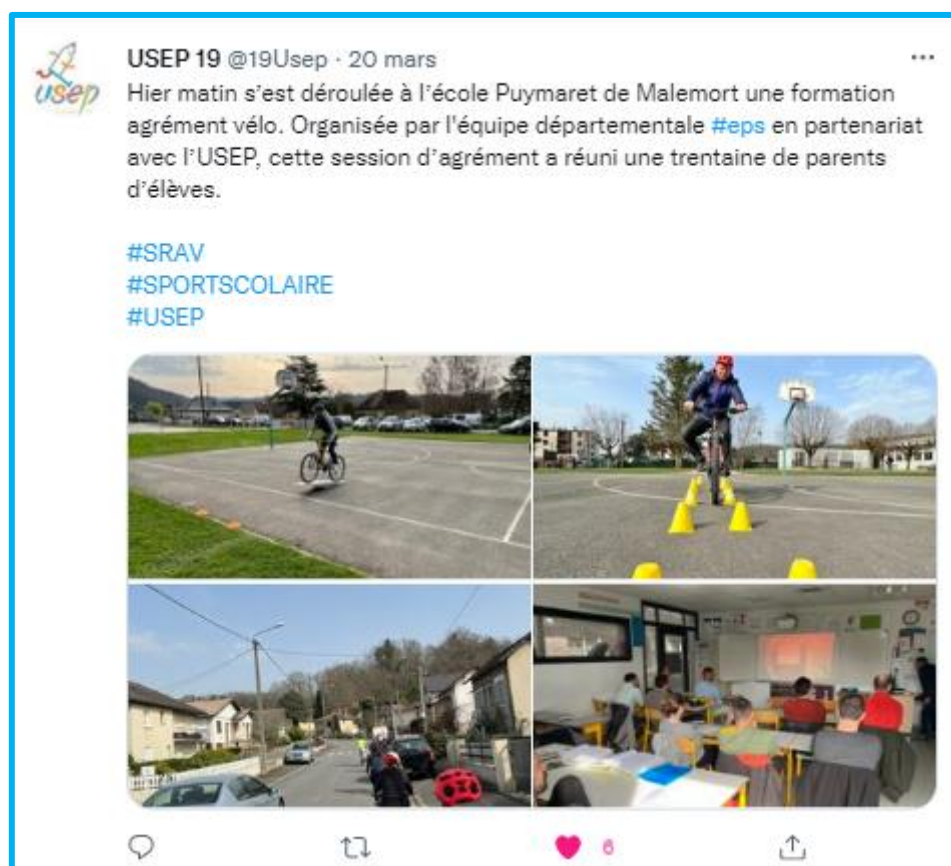 usep
USEP 19 @19Usep · 20 mars
Hier matin s'est déroulée à l'école Puymaret de Malemort une formation
agrément vélo. Organisée par l'équipe départementale #eps en partenariat
avec l'USEP, cette session d'agrément a réuni une trentaine de parents
d'élèves.
#SRAV
#SPORTSCOLAIRE
#USEP
6